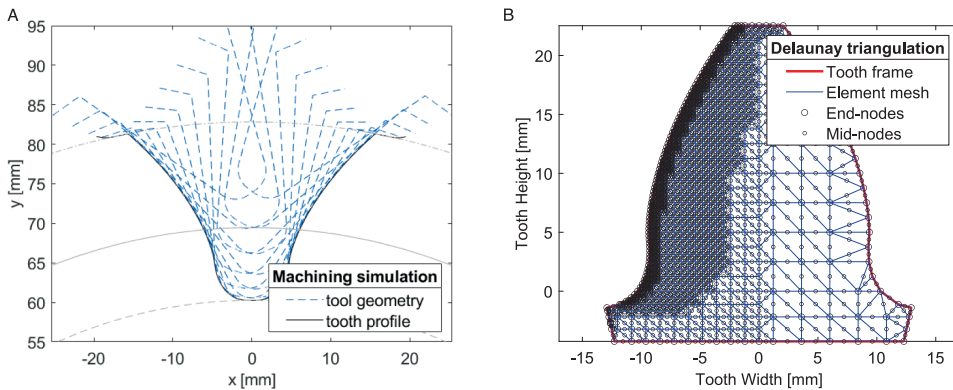 A
95
90
85
80
75
70
65
60
55
y [mm]
-20
-10
0
10
20
x [mm]
Machining simulation
tool geometry
tooth profile
B
20
15
10
5
0
Tooth Height [mm]
-15
-10
-5
0
5
10
15
Tooth Width [mm]
Delaunay triangulation
Tooth frame
Element mesh
End-nodes
Mid-nodes